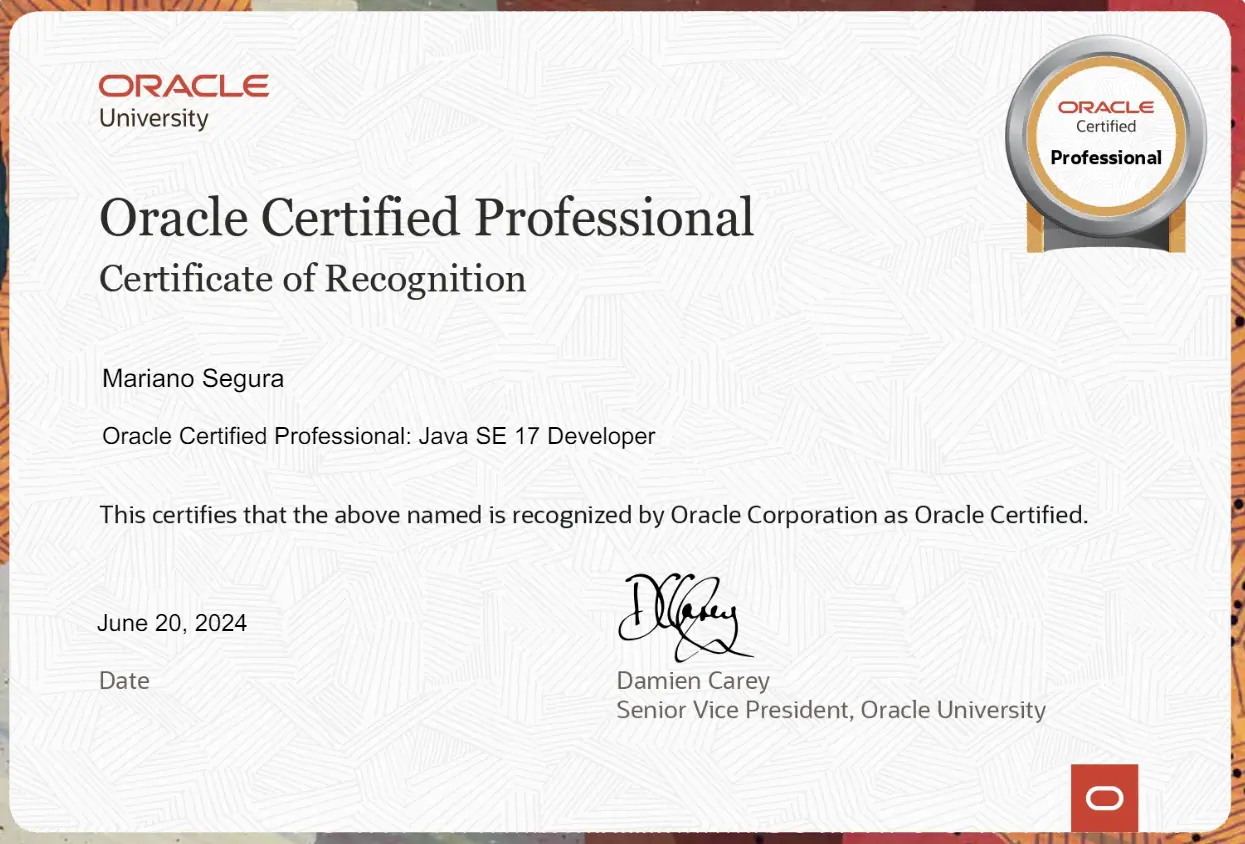 ORACLE
University
ORACLE
Certified
Professional
Oracle Certified Professional
Certificate of Recognition
Mariano Segura
Oracle Certified Professional: Java SE 17 Developer
This certifies that the above named is recognized by Oracle Corporation as Oracle Certified.
June 20, 2024
Date
DCarey
Damien Carey
Senior Vice President, Oracle University